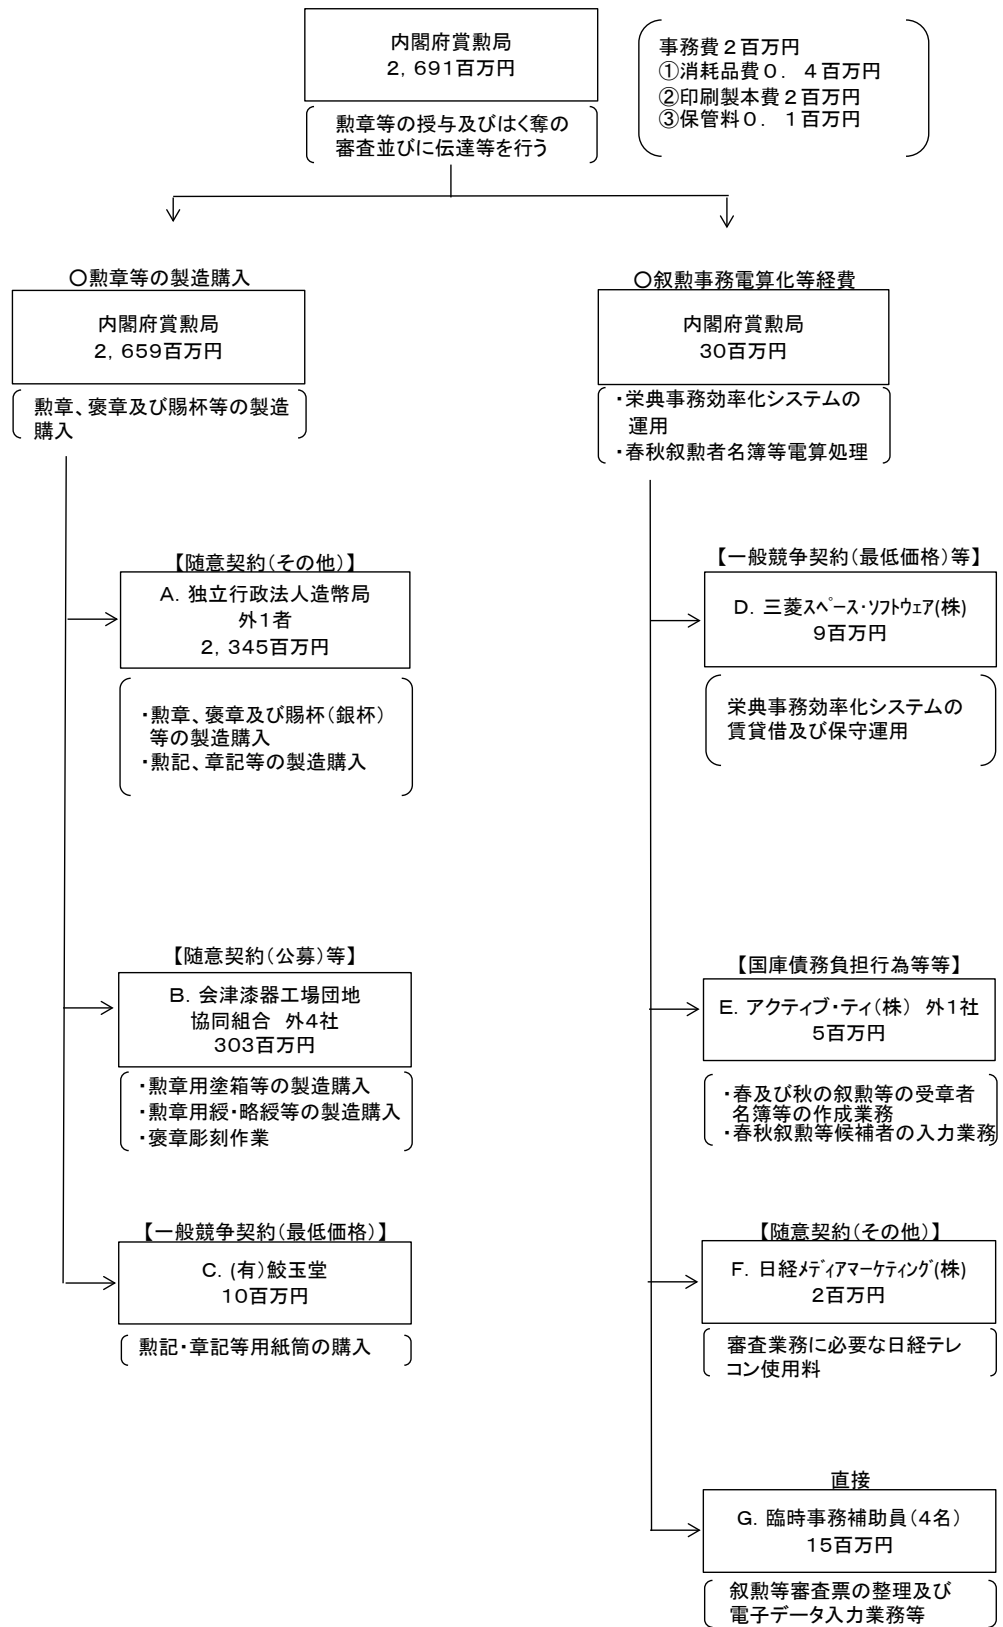 内閣府賞勲局
2,691百万円
事務費2百万円
①消耗品費0.4百万円
②印刷製本費2百万円
③保管料0.1百万円
勲章等の授与及びはく奪の
審査並びに伝達等を行う
○勲章等の製造購入
内閣府賞勲局
2,659百万円
勲章、褒章及び賜杯等の製造
購入
【随意契約(その他)】
A. 独立行政法人造幣局
外1者
2,345百万円
・勲章、褒章及び賜杯(銀杯)
等の製造購入
・勲記、章記等の製造購入
【随意契約(公募)等】
B. 会津漆器工場団地
協同組合 外4社
303百万円
・勲章用塗箱等の製造購入
・勲章用綬・略綬等の製造購入
・褒章彫刻作業
【一般競争契約(最低価格)】
C. (有)鮫玉堂
10百万円
勲記・章記等用紙筒の購入
○叙勲事務電算化等経費
内閣府賞勲局
30百万円
・栄典事務効率化システムの
運用
・春秋叙勲者名簿等電算処理
【一般競争契約(最低価格)等】
D. 三菱スペース・ソフトウェア(株)
9百万円
栄典事務効率化システムの
賃貸借及び保守運用
【国庫債務負担行為等等】
E. アクティブ・ティ(株) 外1社
5百万円
・春及び秋の叙勲等の受章者
名簿等の作成業務
・春秋叙勲等候補者の入力業務
【随意契約(その他)】
F. 日経メディアマーケティング(株)
2百万円
審査業務に必要な日経テレ
コン使用料
直接
G. 臨時事務補助員(4名)
15百万円
叙勲等審査票の整理及び
電子データ入力業務等